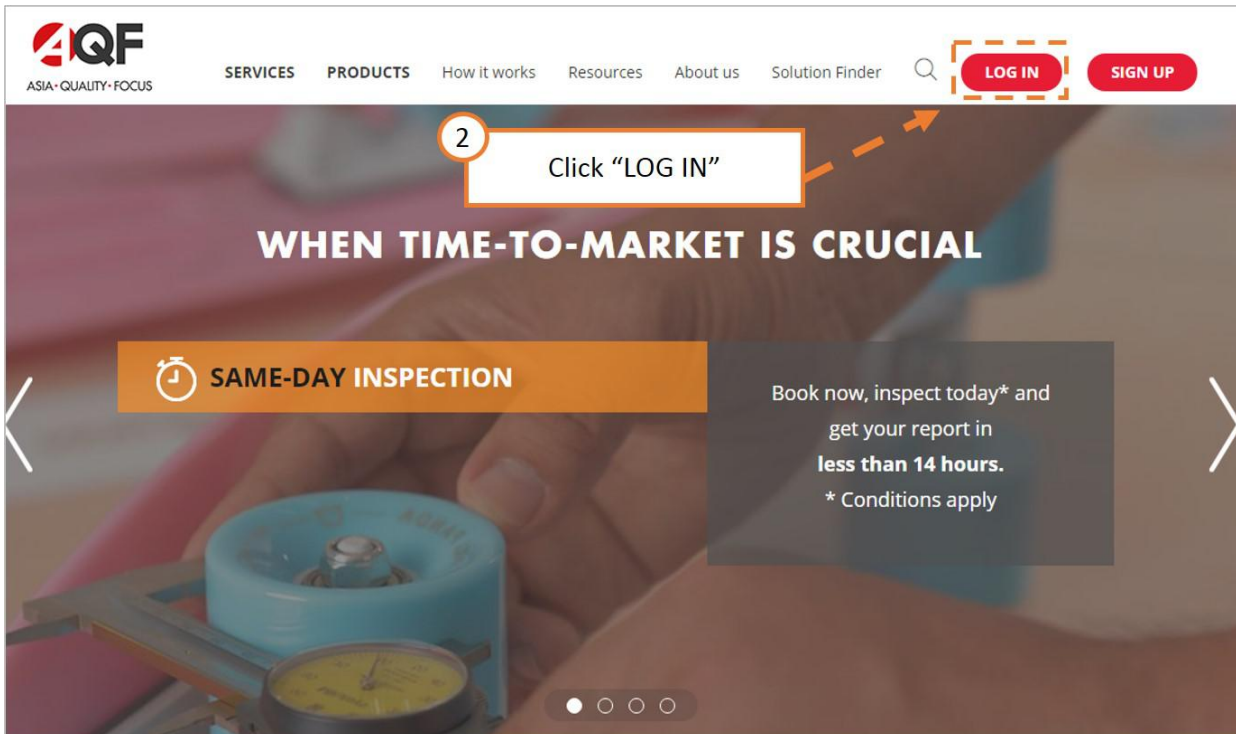 AQF
ASIA • QUALITY • FOCUS
SERVICES PRODUCTS How it works Resources About us Solution Finder LOG IN SIGN UP
2
Click “LOG IN”
WHEN TIME-TO-MARKET IS CRUCIAL
SAME-DAY INSPECTION
Book now, inspect today* and
get your report in
less than 14 hours.
* Conditions apply